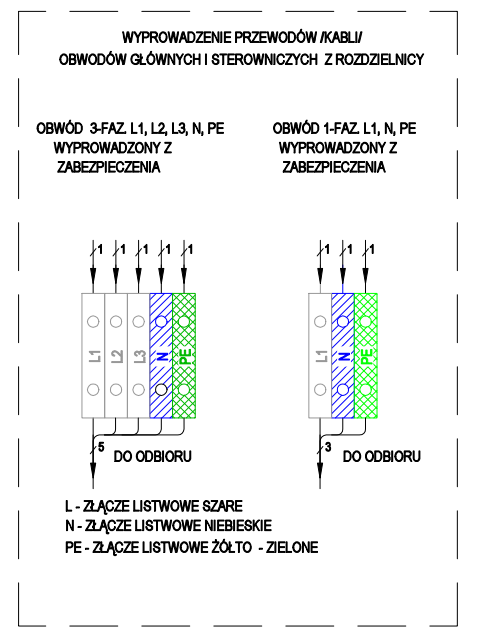 WYPROWADZENIE PRZEWODÓW /KABLI/
OBWODÓW GŁÓWNYCH I STEROWNICZYCH Z ROZDZIELNICY
OBWÓD 3-FAZ. L1, L2, L3, N, PE
WYPROWADZONY Z
ZABEZPIECZENIA
OBWÓD 1-FAZ. L1, N, PE
WYPROWADZONY Z
ZABEZPIECZENIA
1 1 1 1 1
1 1 1
L1 L2 L3 N PE
L1 N PE
5 DO ODBIORU
3 DO ODBIORU
L - ZŁĄCZE LISTWOWE SZARE
N - ZŁĄCZE LISTWOWE NIEBIESKIE
PE - ZŁĄCZE LISTWOWE ŻÓŁTO - ZIELONE